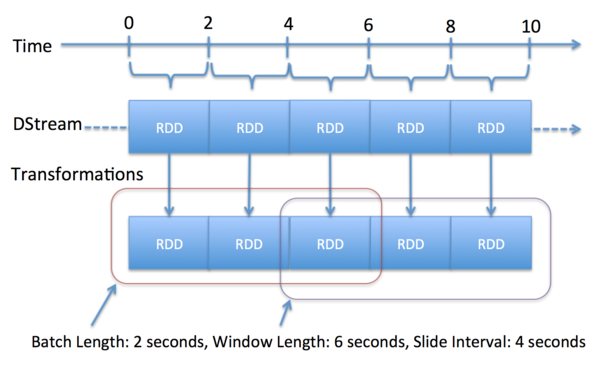 0 2 4 6 8 10
Time
DStream RDD RDD RDD RDD RDD
Transformations
RDD RDD RDD RDD RDD
Batch Length: 2 seconds, Window Length: 6 seconds, Slide Interval: 4 seconds